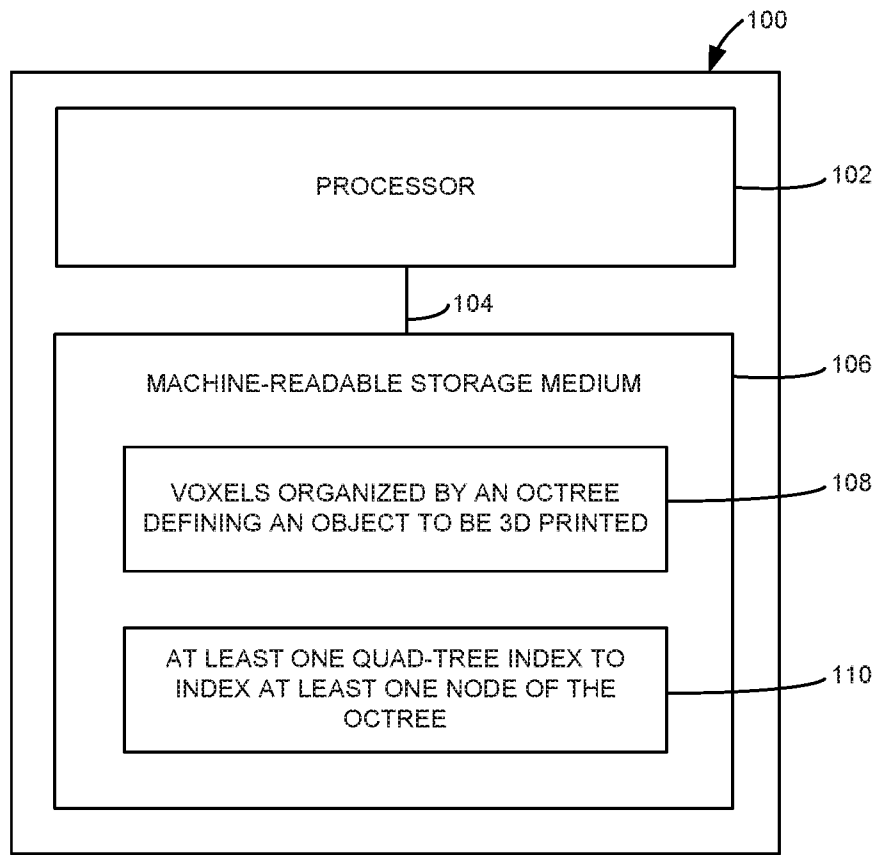 100
PROCESSOR
102
104
MACHINE-READABLE STORAGE MEDIUM
106
VOXELS ORGANIZED BY AN OCTREE
DEFINING AN OBJECT TO BE 3D PRINTED
108
AT LEAST ONE QUAD-TREE INDEX TO
INDEX AT LEAST ONE NODE OF THE
OCTREE
110